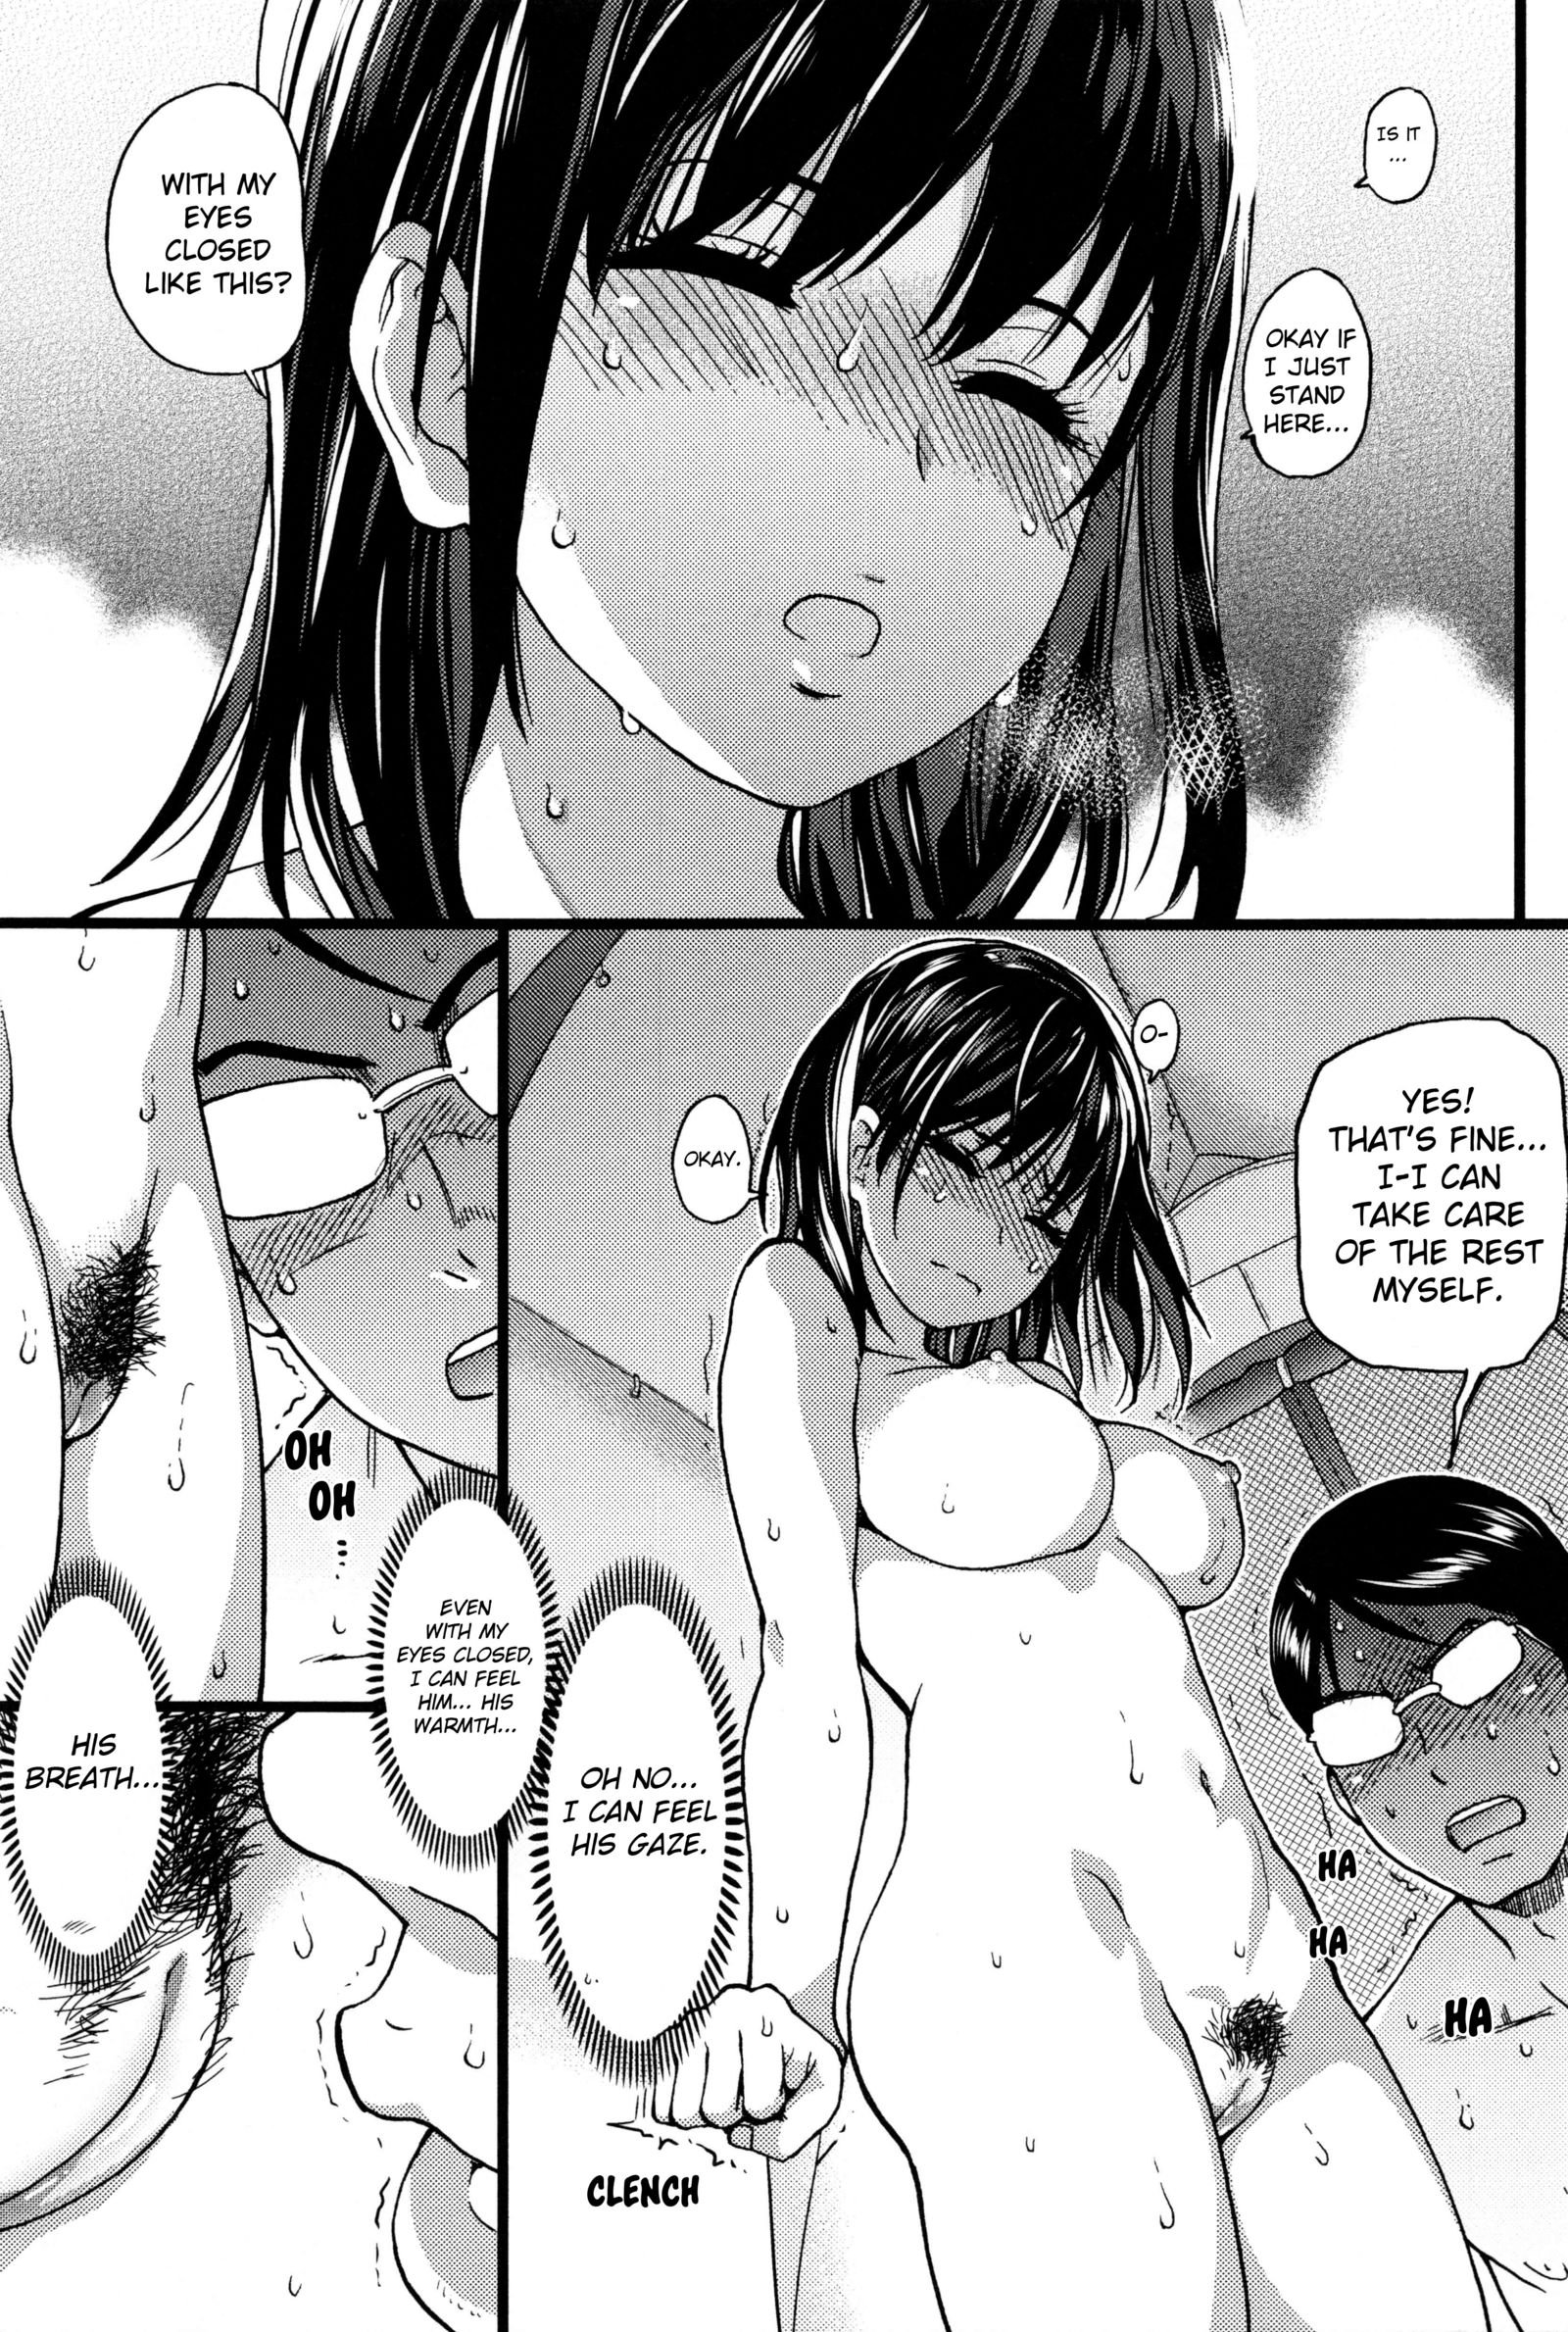 IS IT
...
OKAY IF
I JUST
STAND
HERE...
WITH MY
EYES
CLOSED
LIKE THIS?
YES!
THAT'S FINE...
I-I CAN
TAKE CARE
OF THE REST
MYSELF.
O-
OKAY.
HA
HA
HA
OH NO...
I CAN FEEL
HIS GAZE.
CLENCH
OH
OH
...
EVEN
WITH MY
EYES CLOSED,
I CAN FEEL
HIM... HIS
WARMTH...
HIS
BREATH...